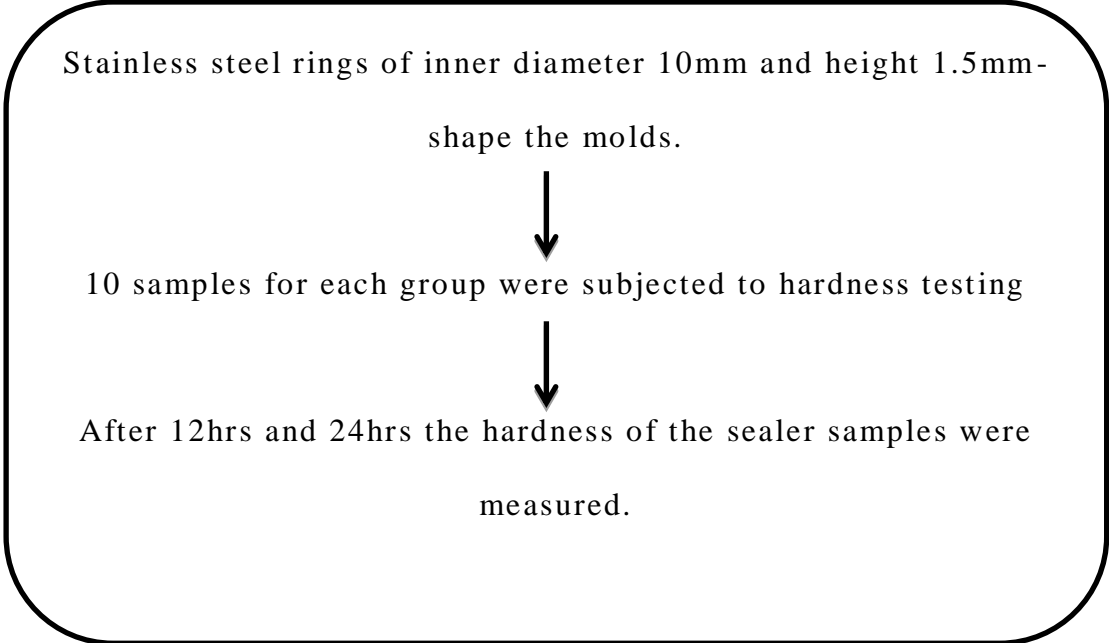 Stainless steel rings of inner diameter 10mm and height 1.5mm-
shape the molds.
10 samples for each group were subjected to hardness testing
After 12hrs and 24hrs the hardness of the sealer samples were
measured.